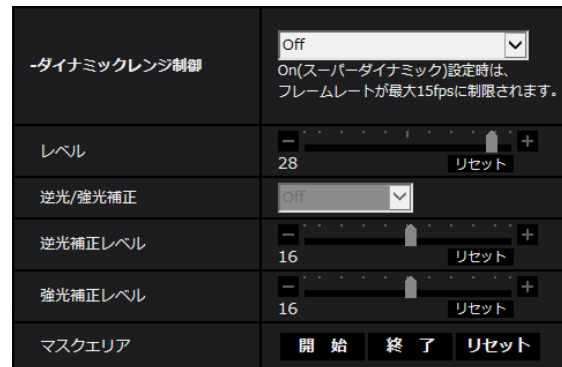 -ダイナミックレンジ制御
Off
On(スーパーダイナミック)設定時は、
フレームレートが最大15fpsに制限されます。
レベル
28 リセット
逆光/強光補正
Off
逆光補正レベル
16 リセット
強光補正レベル
16 リセット
マスクエリア
開 始 終 了 リセット